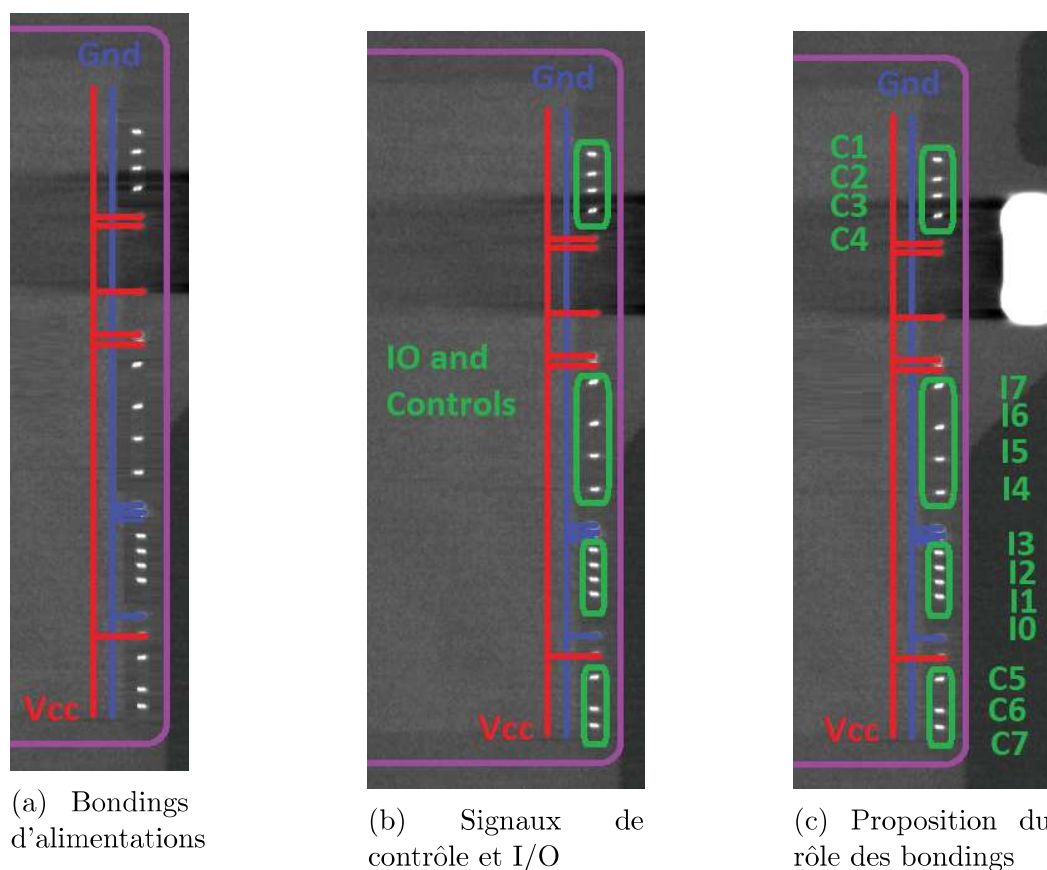 Gnd
Vcc
(a) Bondings
d'alimentations
Gnd
IO and
Controls
Vcc
(b) Signaux de
contrôle et I/O
Gnd
C1
C2
C3
C4
I7
I6
I5
I4
I3
I2
I1
I0
C5
C6
C7
Vcc
(c) Proposition du
rôle des bondings